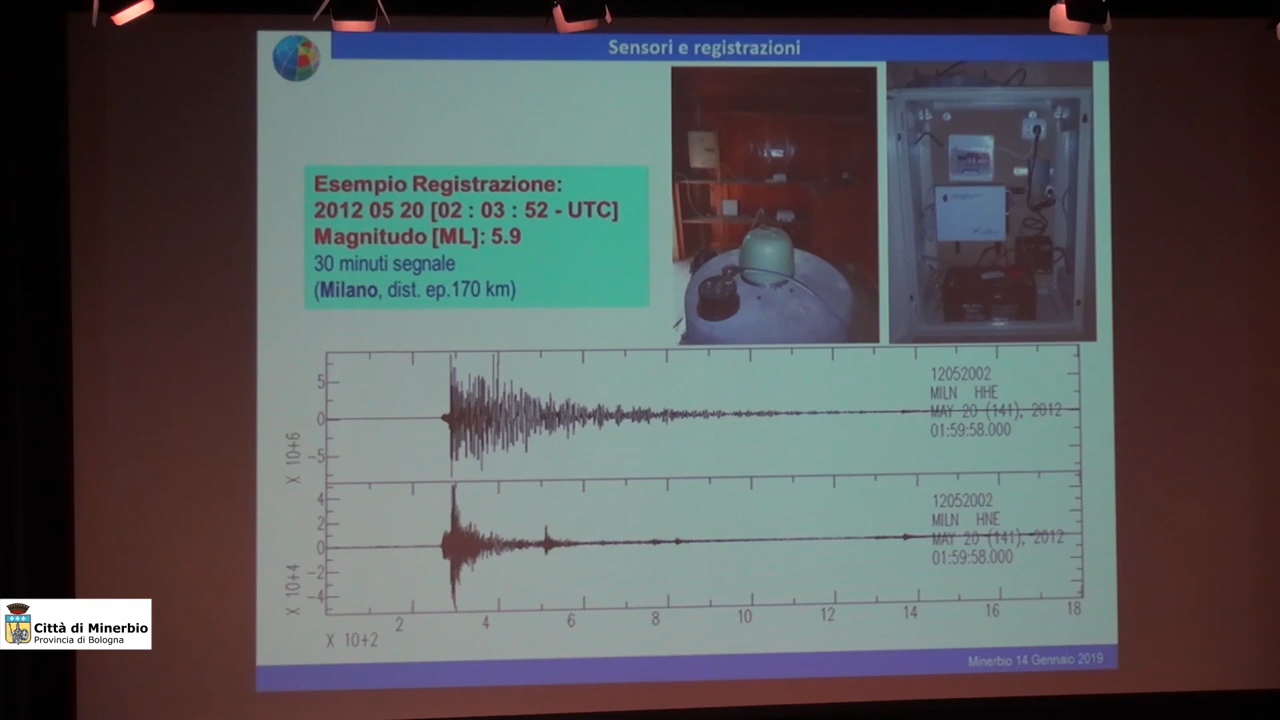 Sensori e registrazioni
Esempio Registrazione:
2012 05 20 [02 : 03 : 52 - UTC]
Magnitudo [ML]: 5.9
30 minuti segnale
(Milano, dist. ep.170 km)
5
0
-5
X 10+6
12052002
MILN HHE
MAY 20 (141), 2012
01:59:58.000
4
2
0
-2
-4
X 10+4
12052002
MILN HNE
MAY 20 (141), 2012
01:59:58.000
2 4 6 8 10 12 14 16 18
X 10+2
Minerbio 14 Gennaio 2019
Città di Minerbio
Provincia di Bologna